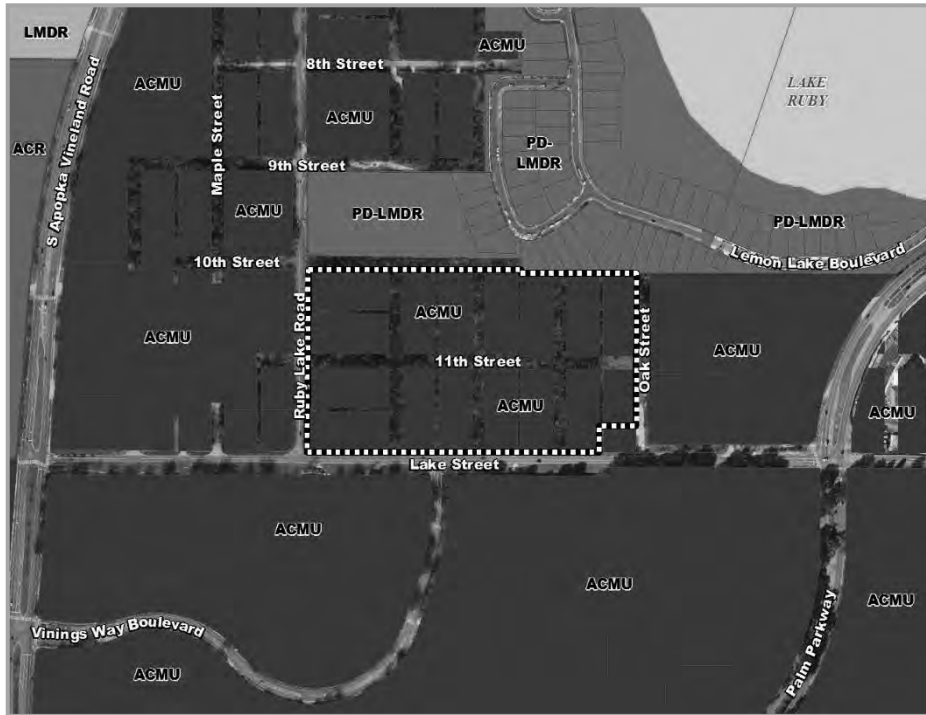 LMDR
ACMU
8th Street
ACMU
LAKE
RUBY
S Apopka Vineland Road
Maple Street
ACMU
PD-
LMDR
ACR
9th Street
ACMU
PD-LMDR
PD-LMDR
Lemon Lake Boulevard
10th Street
ACMU
ACMU
Ruby Lake Road
11th Street
Oak Street
ACMU
ACMU
ACMU
Lake Street
ACMU
ACMU
ACMU
Vinings Way Boulevard
Palm Parkway
ACMU